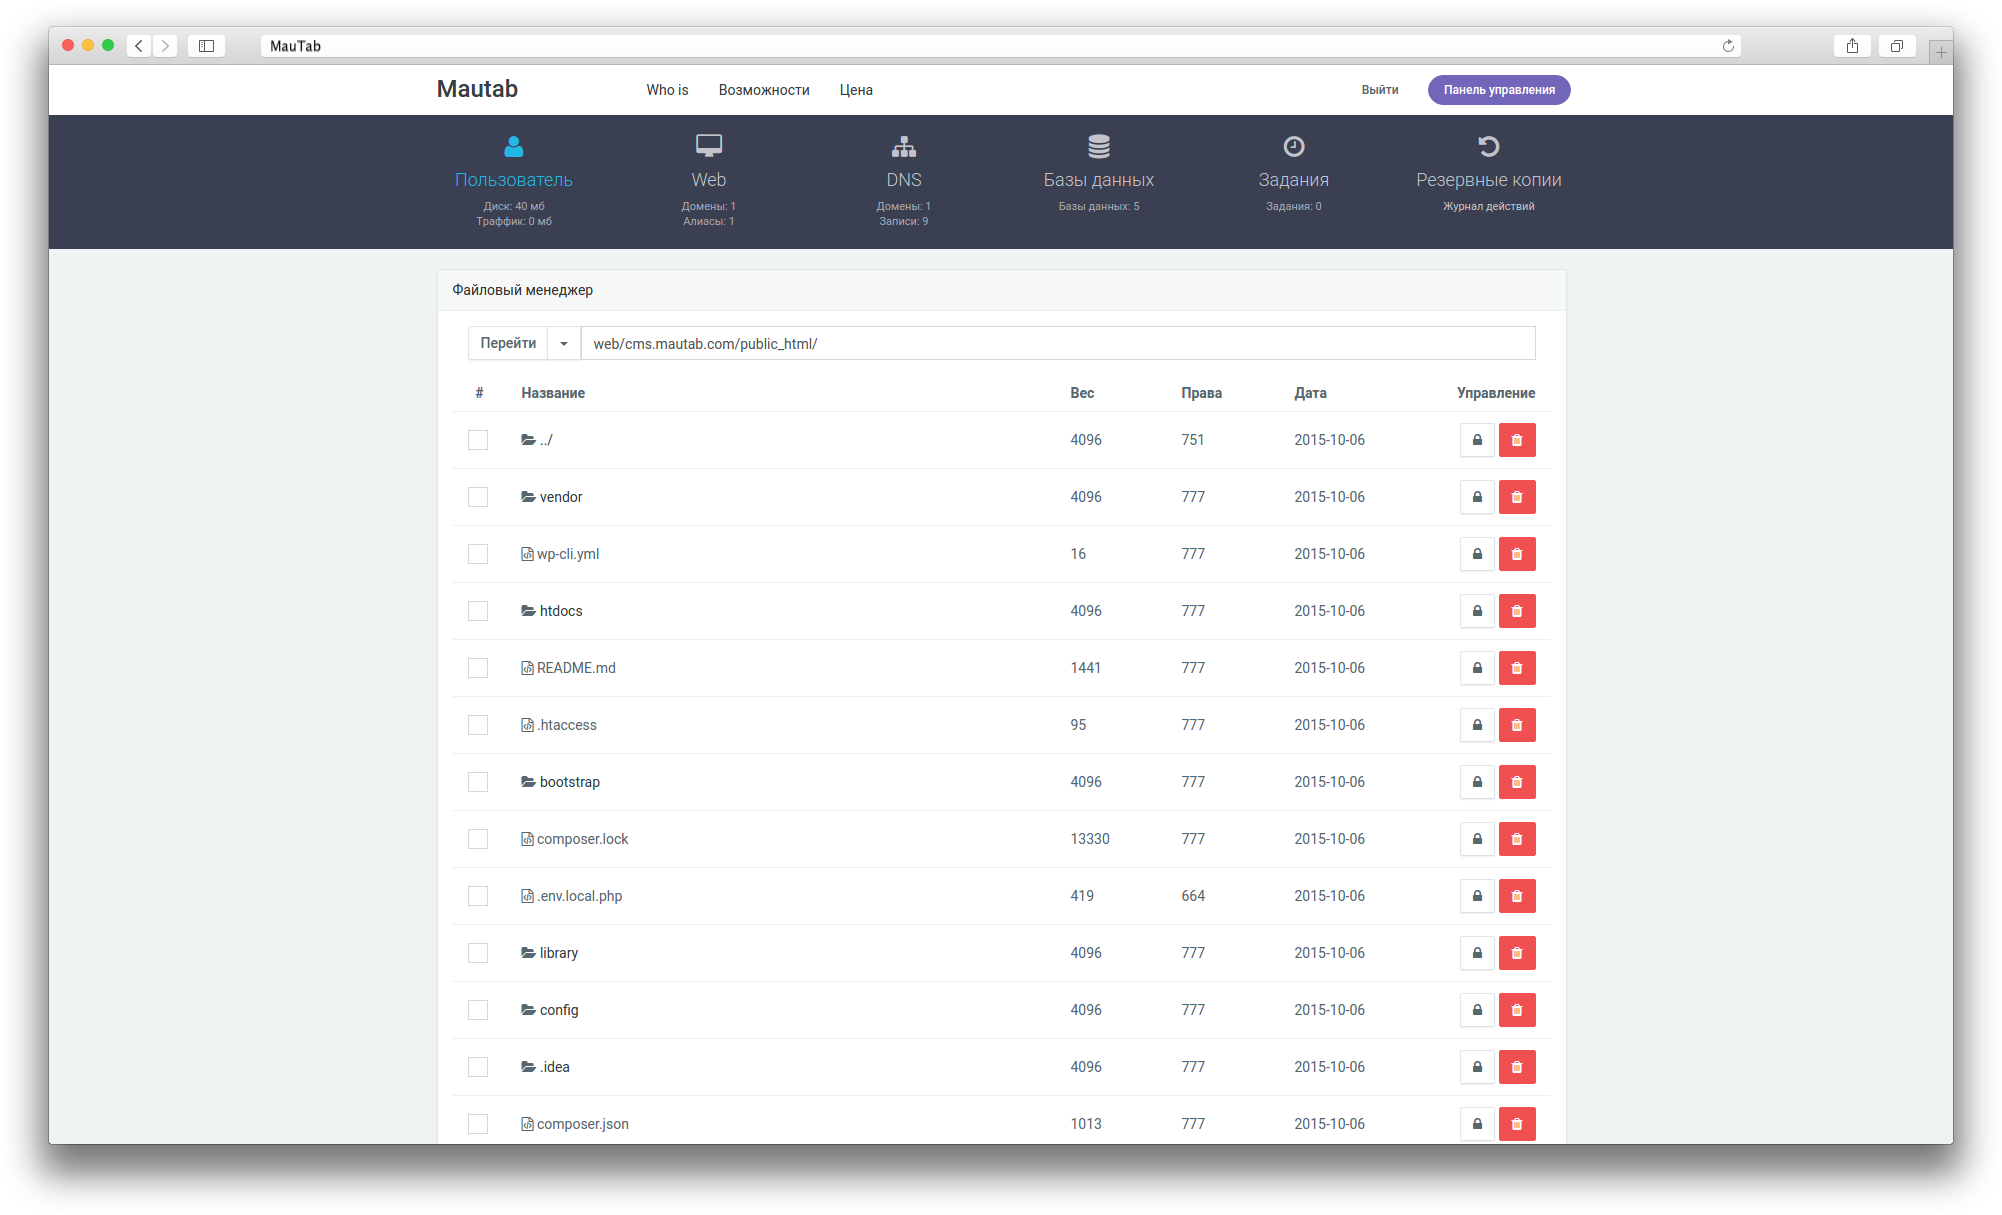 MauTab
Mautab Who is Возможности Цена Выйти Панель управления
Пользователь Web DNS Базы данных Задания Резервные копии
Диск: 40 мб Домены: 1 Домены: 1 Базы данных: 5 Задания: 0 Журнал действий
Траффик: 0 мб Алиасы: 1 Записи: 9
Файловый менеджер
Перейти web/cms.mautab.com/public_html/
# Название Вес Права Дата Управление
../ 4096 751 2015-10-06
vendor 4096 777 2015-10-06
wp-cli.yml 16 777 2015-10-06
htdocs 4096 777 2015-10-06
README.md 1441 777 2015-10-06
.htaccess 95 777 2015-10-06
bootstrap 4096 777 2015-10-06
composer.lock 13330 777 2015-10-06
.env.local.php 419 664 2015-10-06
library 4096 777 2015-10-06
config 4096 777 2015-10-06
.idea 4096 777 2015-10-06
composer.json 1013 777 2015-10-06